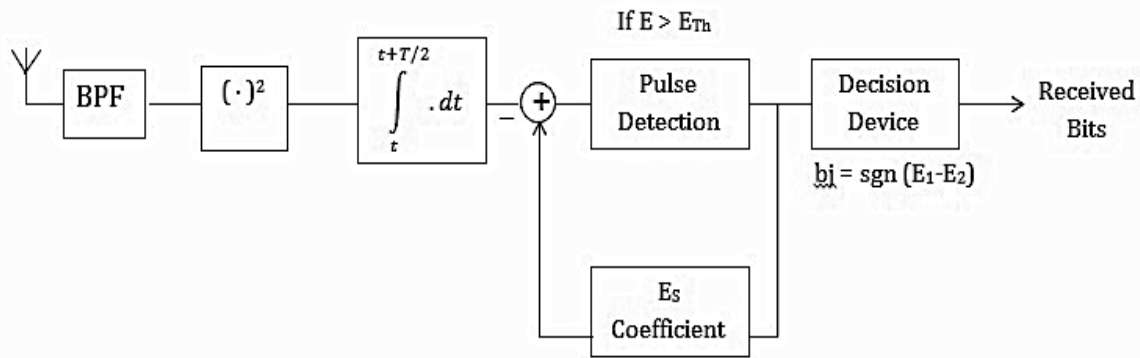 If E > ETh
BPF
( · )²
t+T/2
∫ . dt
t
−
+
Pulse
Detection
Decision
Device
Received
Bits
bj = sgn (E₁-E₂)
Es
Coefficient